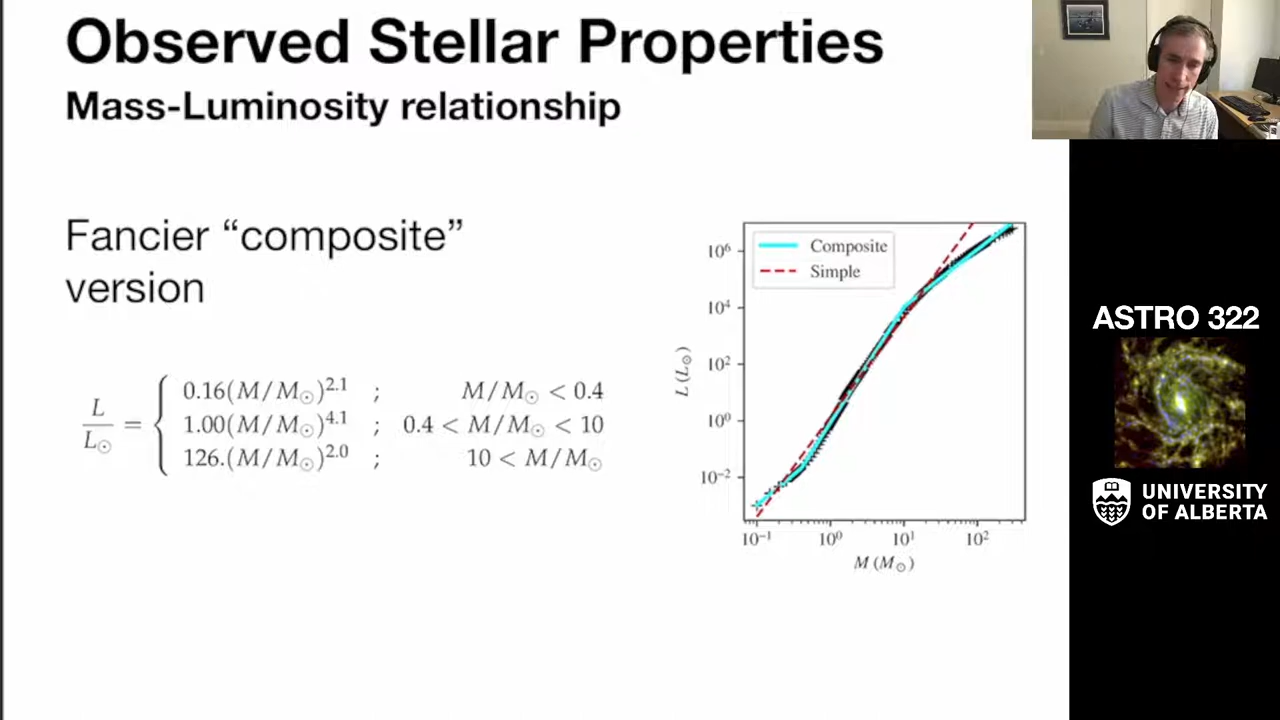 Observed Stellar Properties
Mass-Luminosity relationship
Fancier “composite”
version
L/L☉ = { 0.16(M/M☉)^2.1 ; M/M☉ < 0.4
1.00(M/M☉)^4.1 ; 0.4 < M/M☉ < 10
126.(M/M☉)^2.0 ; 10 < M/M☉
Composite
Simple
10^6
10^4
10^2
10^0
10^−2
L (L☉)
10^−1 10^0 10^1 10^2
M (M☉)
ASTRO 322
UNIVERSITY
OF ALBERTA